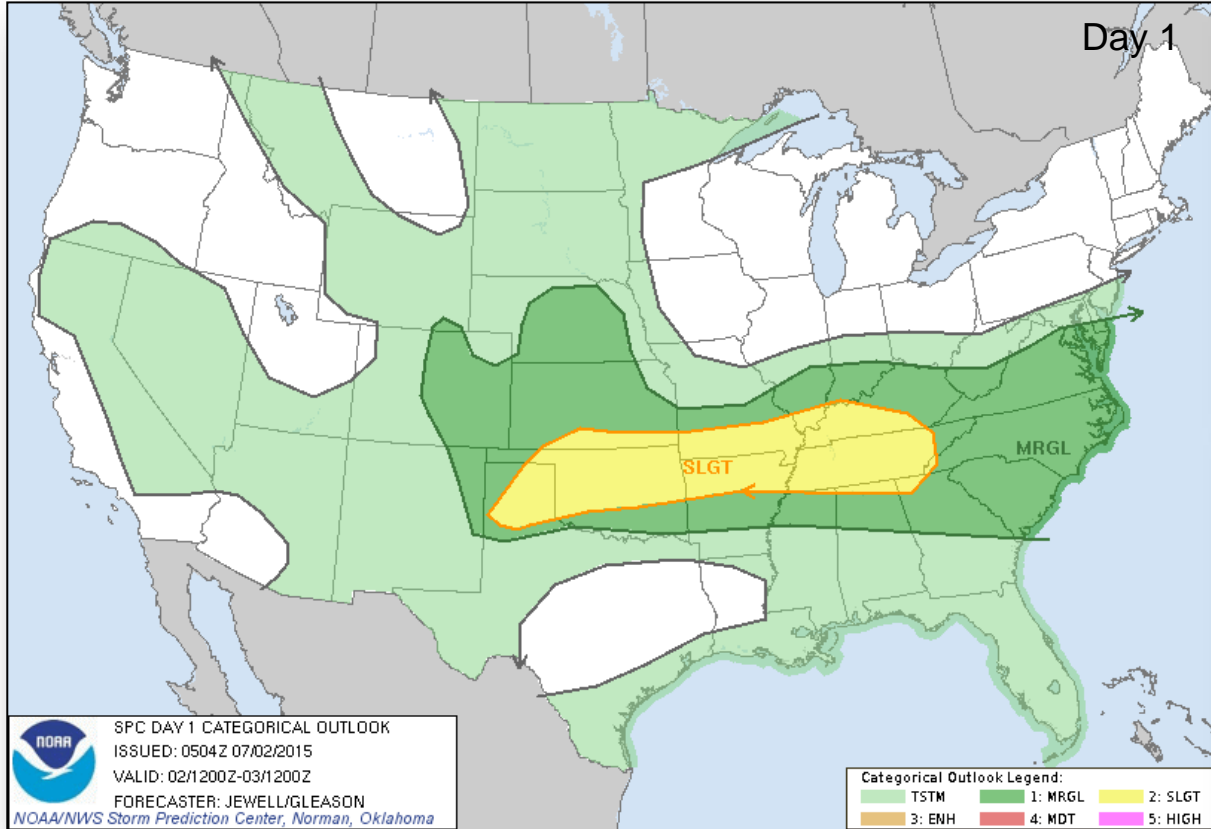 Day 1
SLGT
MRGL
NOAA
SPC DAY 1 CATEGORICAL OUTLOOK
ISSUED: 0504Z 07/02/2015
VALID: 02/1200Z-03/1200Z
FORECASTER: JEWELL/GLEASON
NOAA/NWS Storm Prediction Center, Norman, Oklahoma
Categorical Outlook Legend:
TSTM 1: MRGL 2: SLGT
3: ENH 4: MDT 5: HIGH